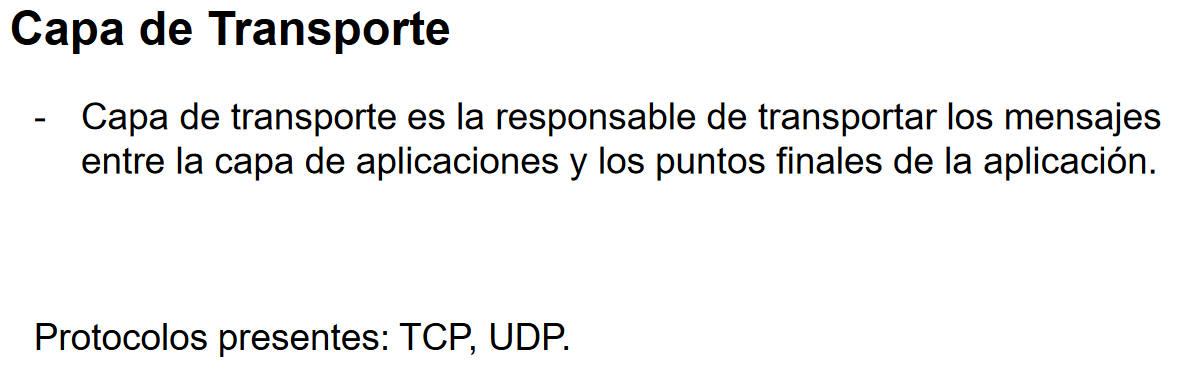 Capa de Transporte
- Capa de transporte es la responsable de transportar los mensajes
entre la capa de aplicaciones y los puntos finales de la aplicación.
Protocolos presentes: TCP, UDP.